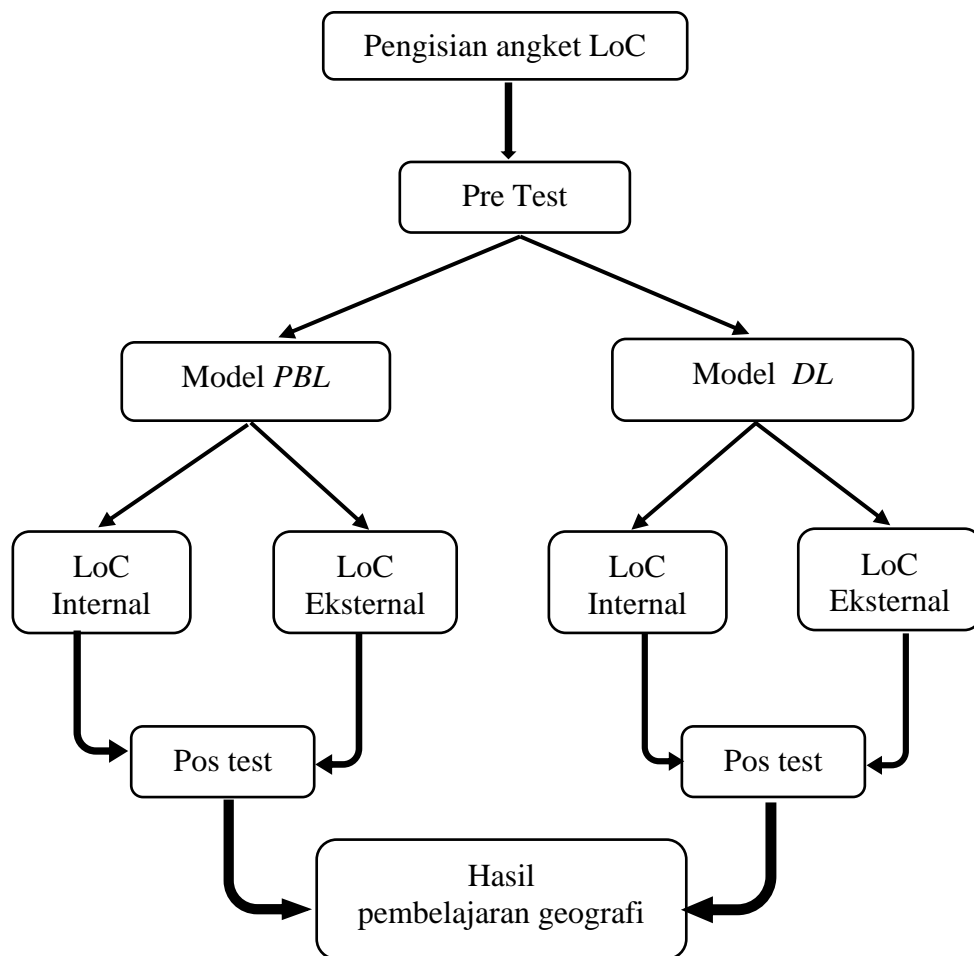 Pengisian angket LoC
Pre Test
Model PBL
Model DL
LoC
Internal
LoC
Eksternal
LoC
Internal
LoC
Eksternal
Pos test
Pos test
Hasil
pembelajaran geografi